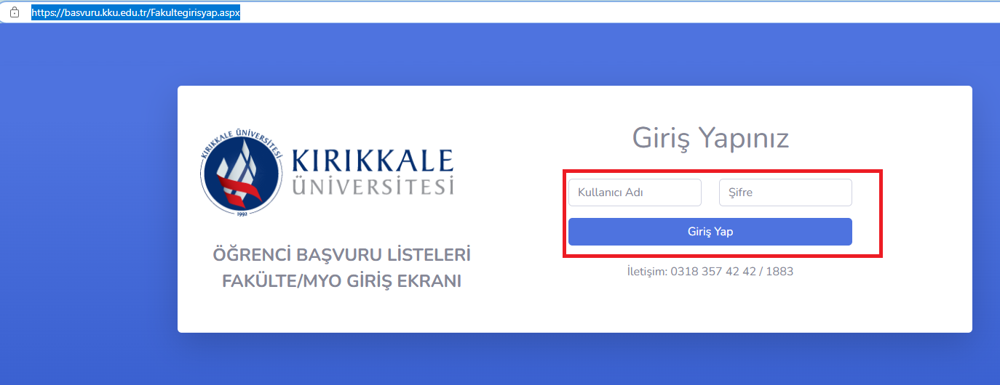 https://basvuru.kku.edu.tr/Fakultegirisyap.aspx
KIRIKKALE ÜNİVERSİTESİ
1992
KIRIKKALE
ÜNİVERSİTESİ
ÖĞRENCİ BAŞVURU LİSTELERİ
FAKÜLTE/MYO GİRİŞ EKRANI
Giriş Yapınız
Kullanıcı Adı Şifre
Giriş Yap
İletişim: 0318 357 42 42 / 1883